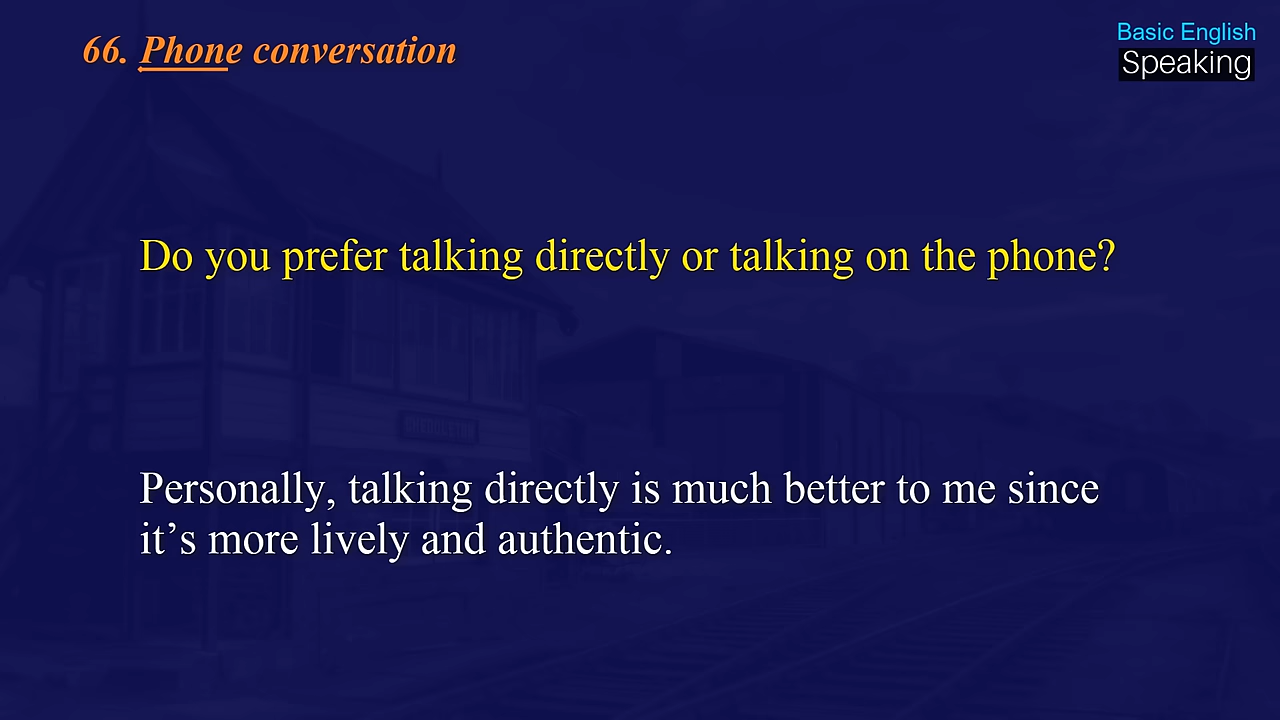 66. Phone conversation
Basic English
Speaking
Do you prefer talking directly or talking on the phone?
Personally, talking directly is much better to me since
it’s more lively and authentic.